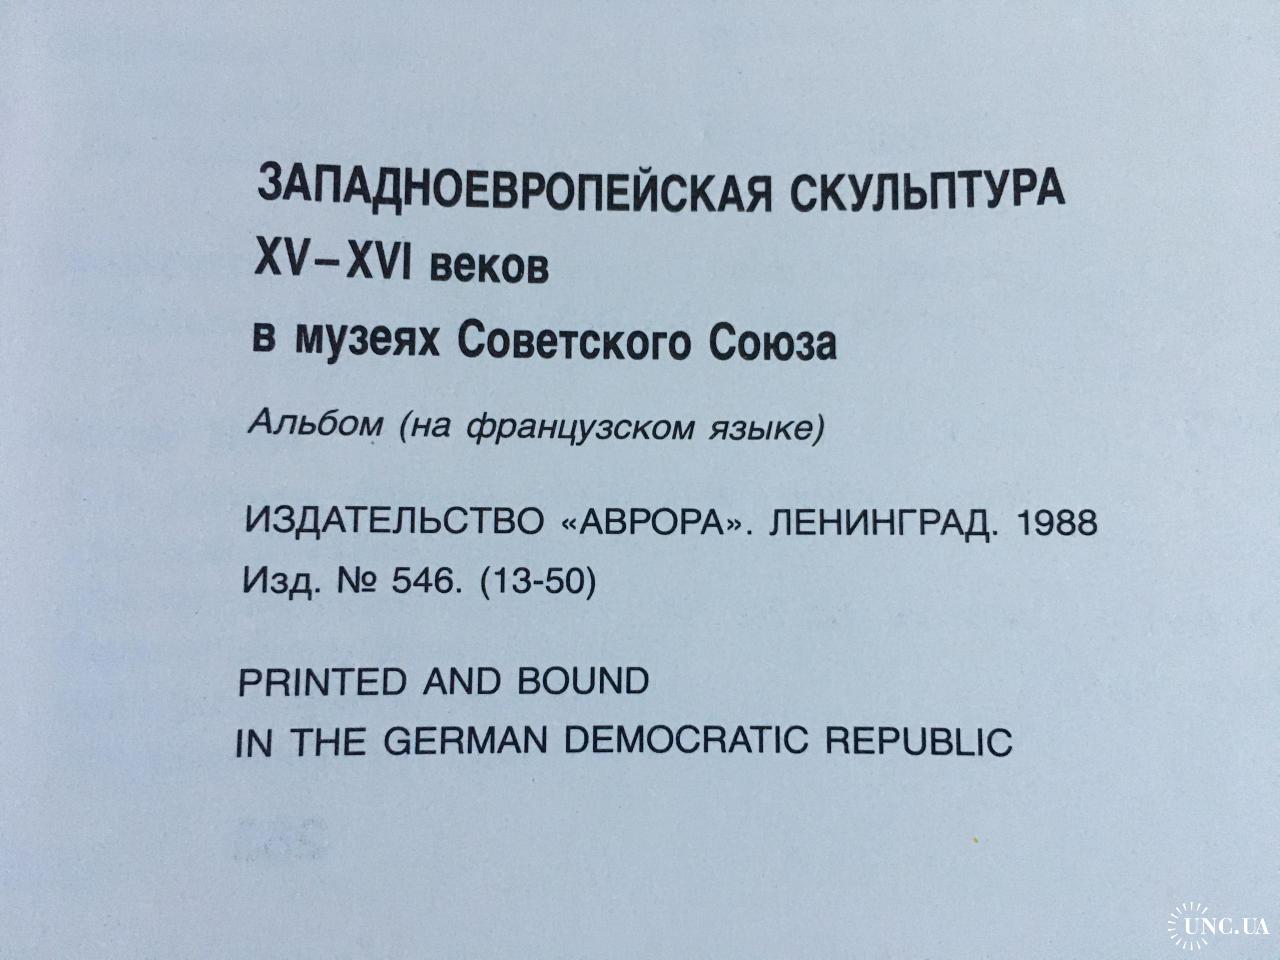 ЗАПАДНОЕВРОПЕЙСКАЯ СКУЛЬПТУРА
XV–XVI веков
в музеях Советского Союза
Альбом (на французском языке)
ИЗДАТЕЛЬСТВО «АВРОРА». ЛЕНИНГРАД. 1988
Изд. № 546. (13-50)
PRINTED AND BOUND
IN THE GERMAN DEMOCRATIC REPUBLIC
UNC.UA